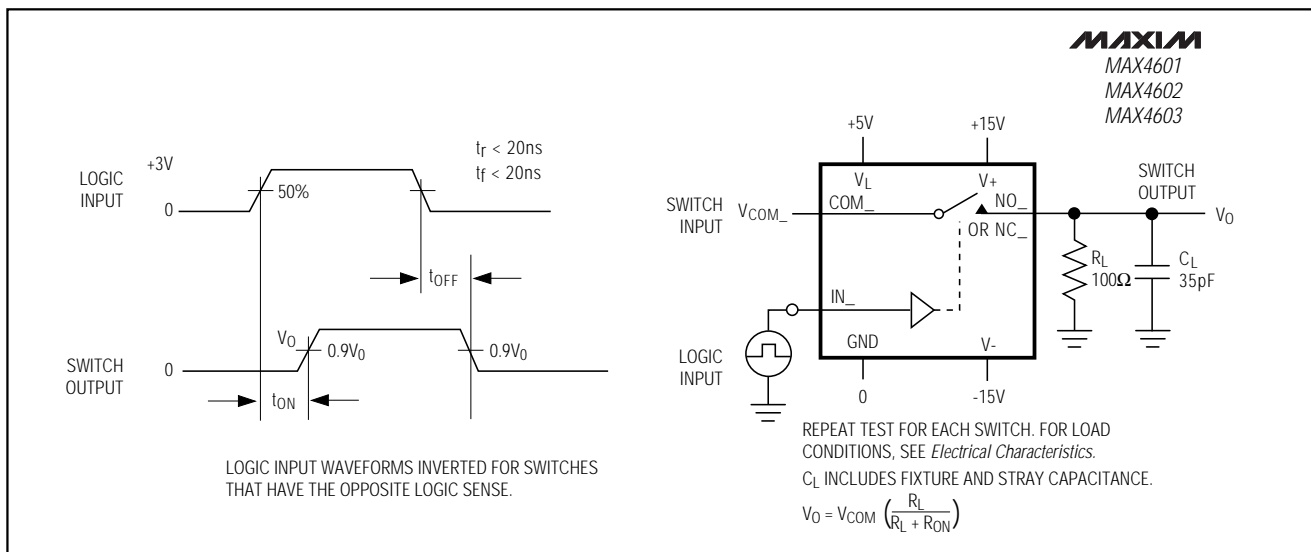 MAXIM
MAX4601
MAX4602
MAX4603
LOGIC
INPUT
+3V
0
50%
tr < 20ns
tf < 20ns
tOFF
SWITCH
OUTPUT
0
VO
0.9V0
0.9V0
tON
LOGIC INPUT WAVEFORMS INVERTED FOR SWITCHES
THAT HAVE THE OPPOSITE LOGIC SENSE.
+5V
+15V
VL
V+
SWITCH
INPUT
VCOM_
COM_
NO_
OR NC_
SWITCH
OUTPUT
VO
RL
100Ω
CL
35pF
IN_
LOGIC
INPUT
GND
V-
0
-15V
REPEAT TEST FOR EACH SWITCH. FOR LOAD
CONDITIONS, SEE Electrical Characteristics.
CL INCLUDES FIXTURE AND STRAY CAPACITANCE.
VO = VCOM (RL / RL + RON)